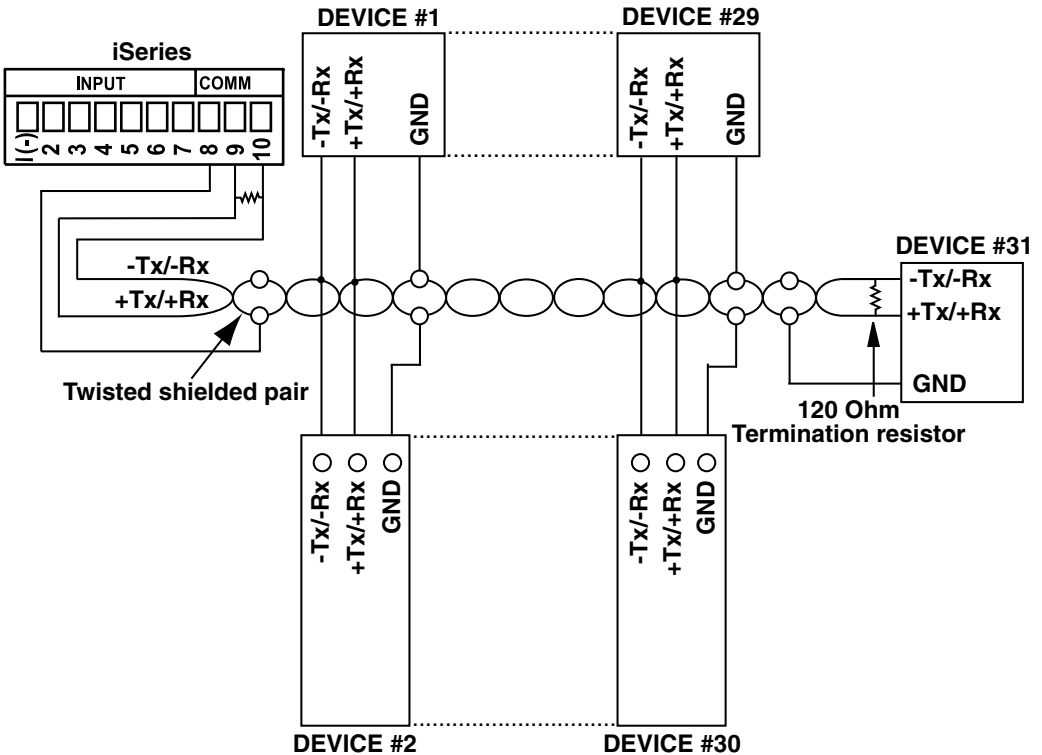 DEVICE #1
DEVICE #29
iSeries
INPUT
COMM
1(-)
2
3
4
5
6
7
8
9
10
-Tx/-Rx
+Tx/+Rx
GND
-Tx/-Rx
+Tx/+Rx
GND
-Tx/-Rx
+Tx/+Rx
Twisted shielded pair
DEVICE #31
-Tx/-Rx
+Tx/+Rx
GND
120 Ohm
Termination resistor
-Tx/-Rx
+Tx/+Rx
GND
-Tx/-Rx
+Tx/+Rx
GND
DEVICE #2
DEVICE #30